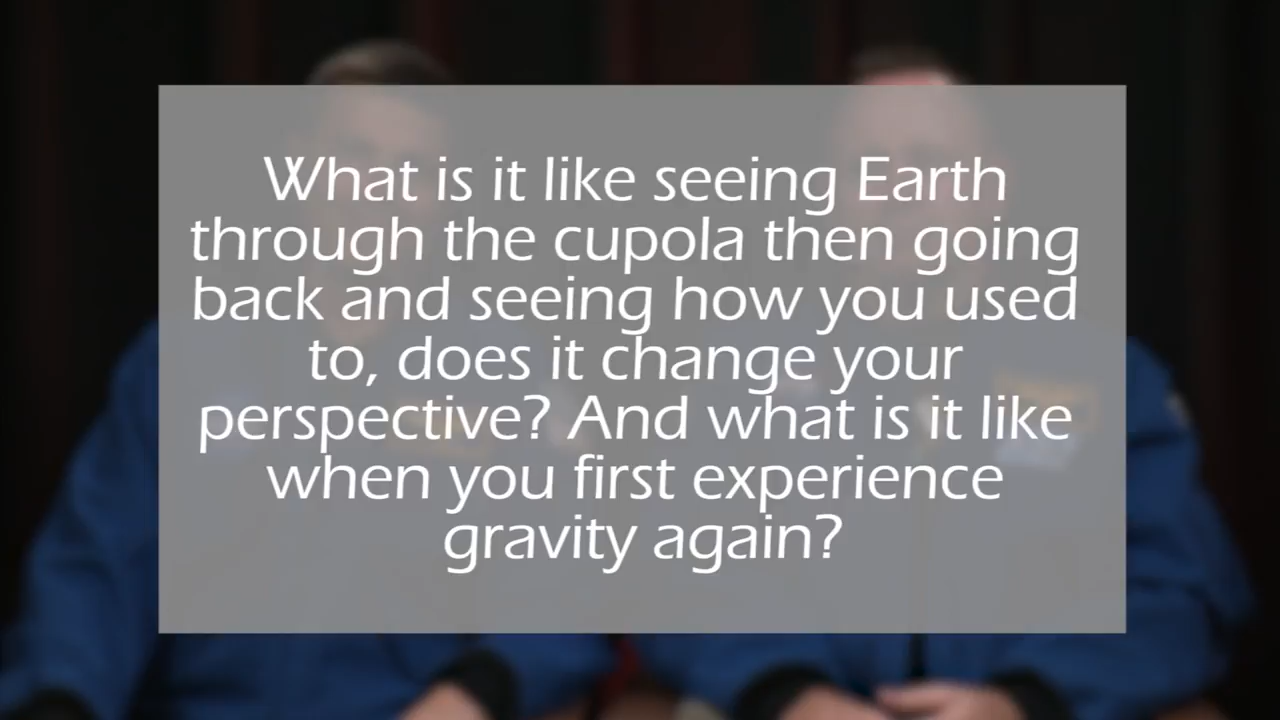 What is it like seeing Earth
through the cupola then going
back and seeing how you used
to, does it change your
perspective? And what is it like
when you first experience
gravity again?